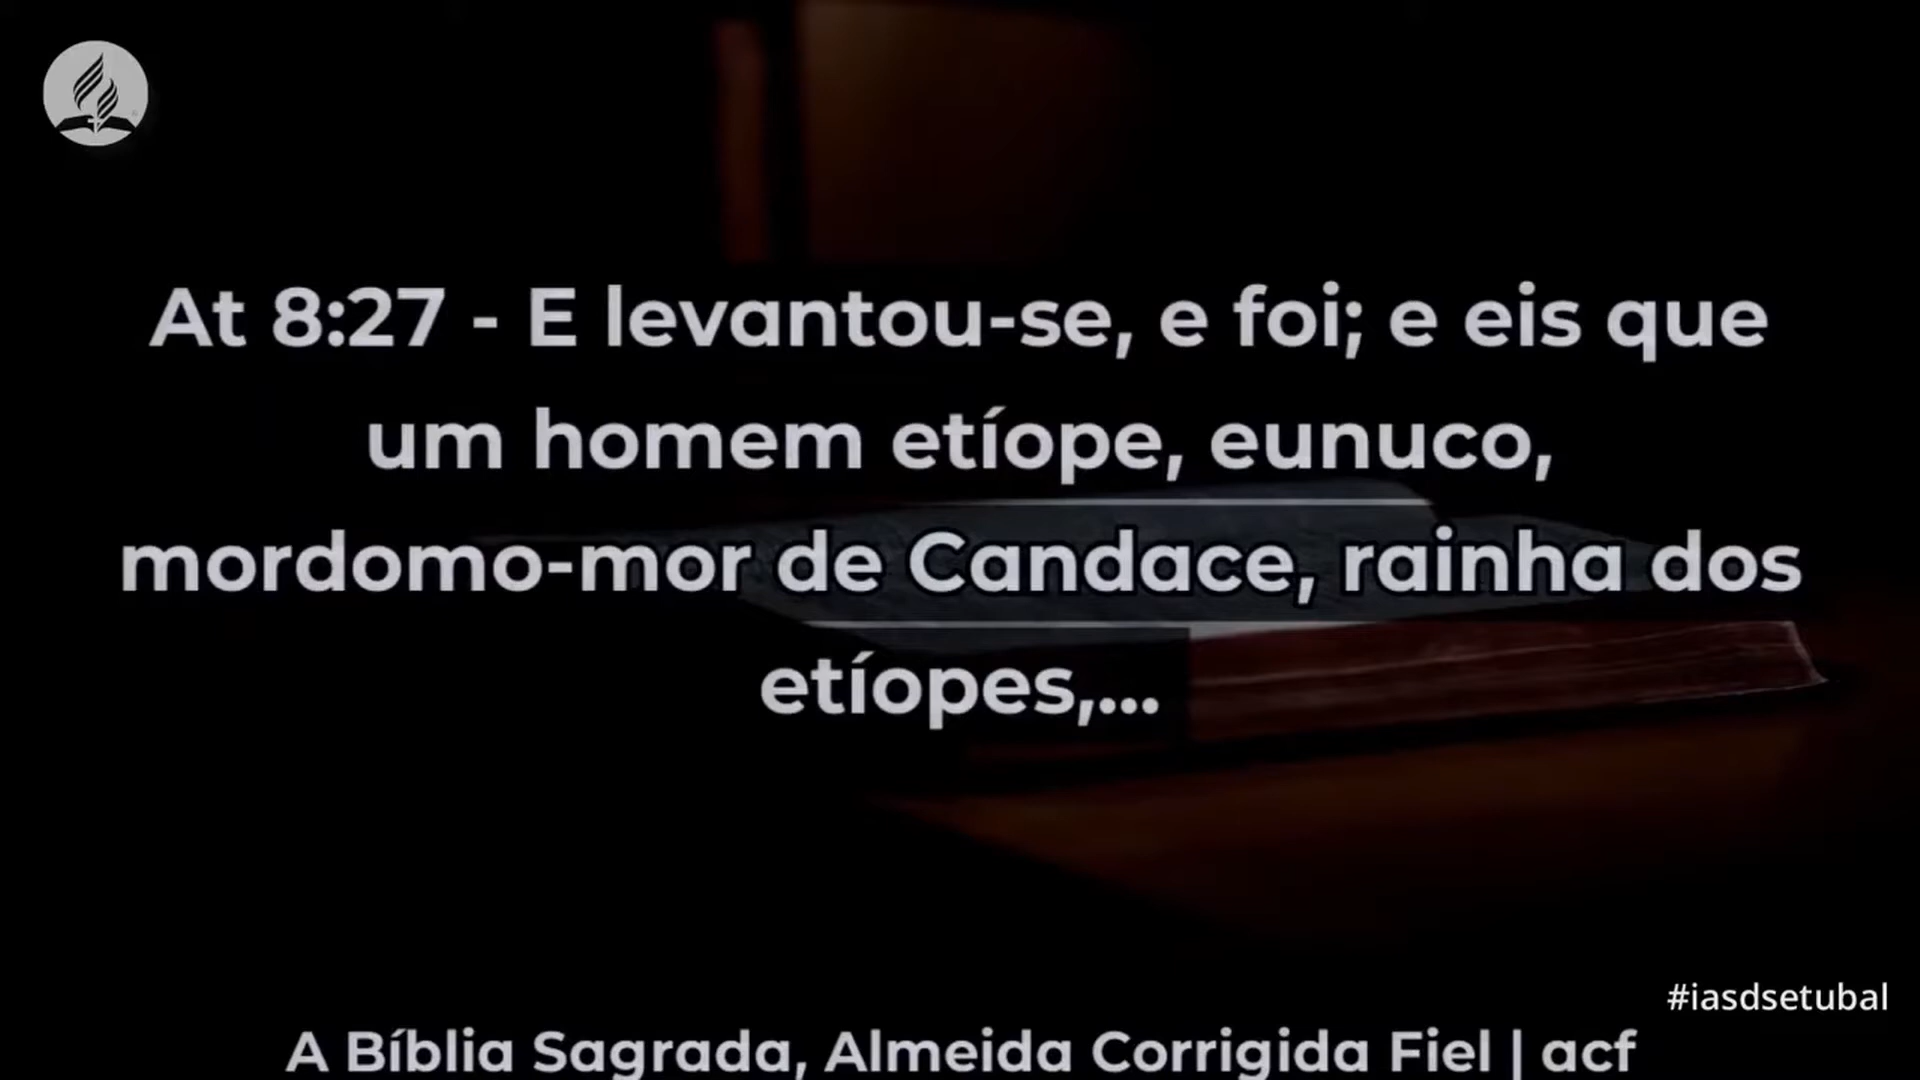 At 8:27 - E levantou-se, e foi; e eis que
um homem etíope, eunuco,
mordomo-mor de Candace, rainha dos
etíopes,...
#iasdsetubal
A Bíblia Sagrada, Almeida Corrigida Fiel | acf